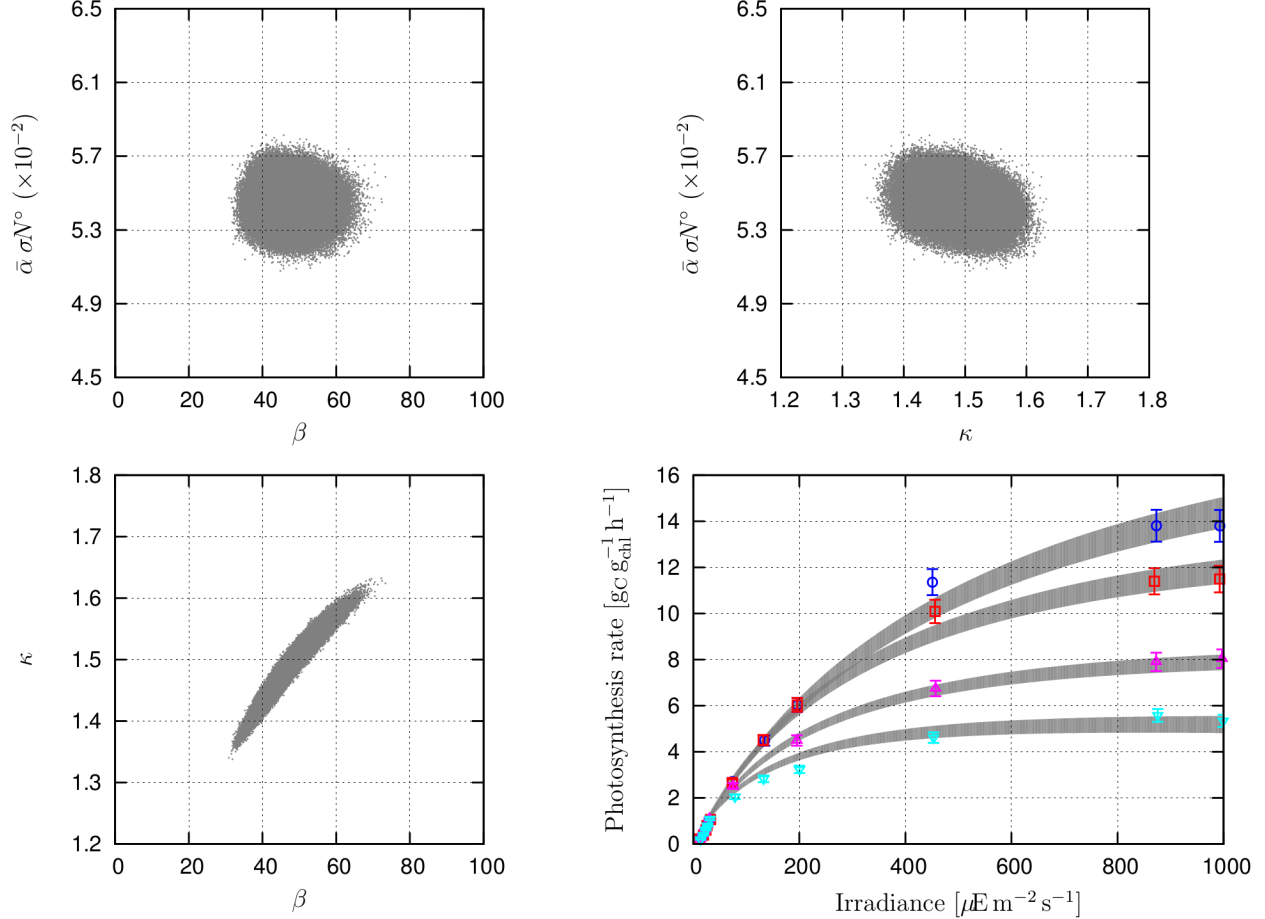 6.5
6.1
5.7
5.3
4.9
4.5
ᾱ σN° (×10⁻²)
0 20 40 60 80 100
β
6.5
6.1
5.7
5.3
4.9
4.5
ᾱ σN° (×10⁻²)
1.2 1.3 1.4 1.5 1.6 1.7 1.8
κ
1.8
1.7
1.6
1.5
1.4
1.3
1.2
κ
0 20 40 60 80 100
β
16
14
12
10
8
6
4
2
0
Photosynthesis rate [gc g⁻¹chl h⁻¹]
0 200 400 600 800 1000
Irradiance [μE m⁻² s⁻¹]